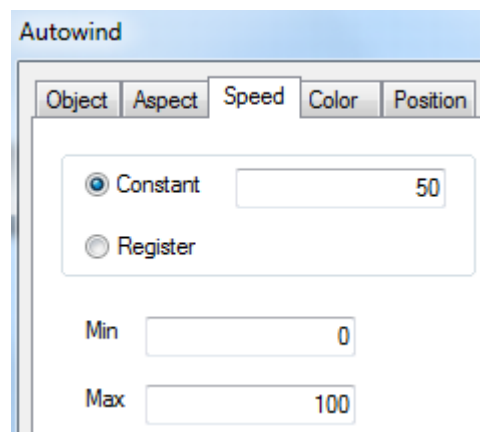 Autowind
Object Aspect Speed Color Position
Constant 50
Register
Min 0
Max 100